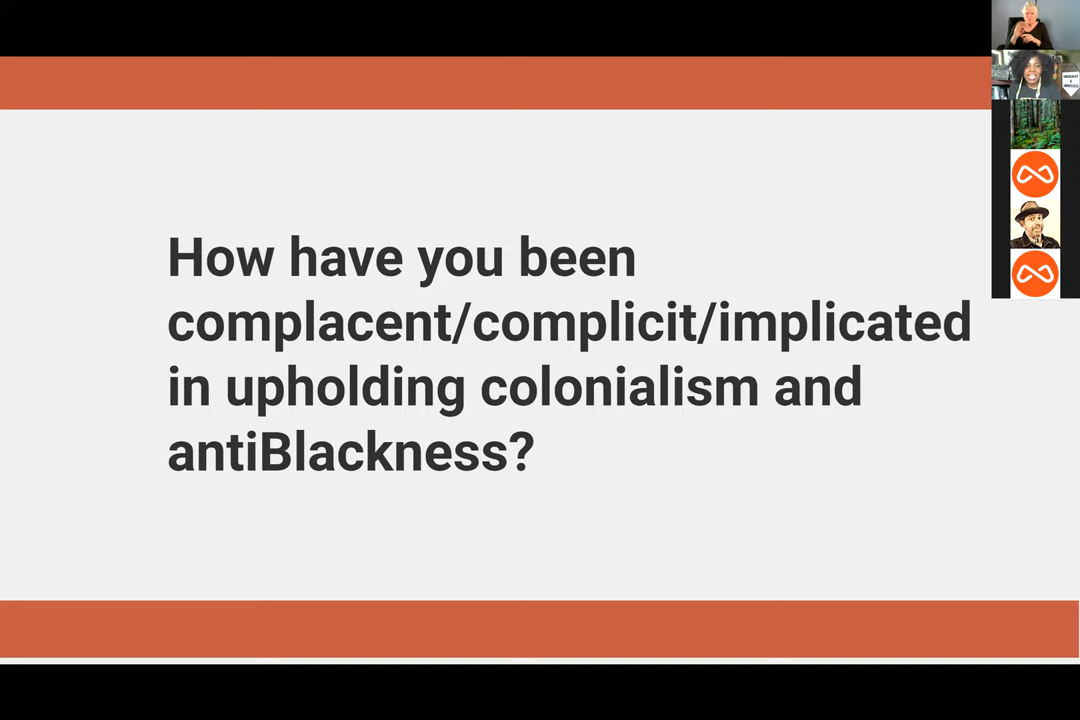 How have you been
complacent/complicit/implicated
in upholding colonialism and
antiBlackness?